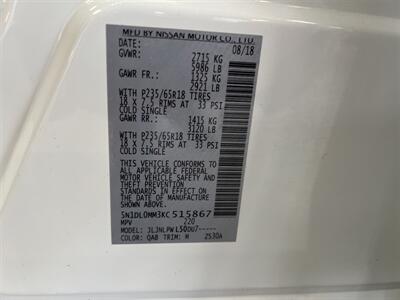 MFD BY NISSAN MOTOR CO., LTD.
DATE: 08/18
GVWR: 2715 KG
5986 LB
GAWR FR.: 1325 KG
2921 LB
WITH P235/65R18 TIRES
18 x 7.5 RIMS AT 33 PSI
COLD SINGLE
GAWR RR.: 1415 KG
3120 LB
WITH P235/65R18 TIRES
18 x 7.5 RIMS AT 33 PSI
COLD SINGLE
THIS VEHICLE CONFORMS TO
ALL APPLICABLE FEDERAL
MOTOR VEHICLE SAFETY AND
THEFT PREVENTION
STANDARDS IN EFFECT ON
THE DATE OF MANUFACTURE
SHOWN ABOVE.
5N1DL0MM3KC515867
MPV 220
MODEL: JLJNLPWL50DU7-----
COLOR: QAB TRIM: H ZS30A